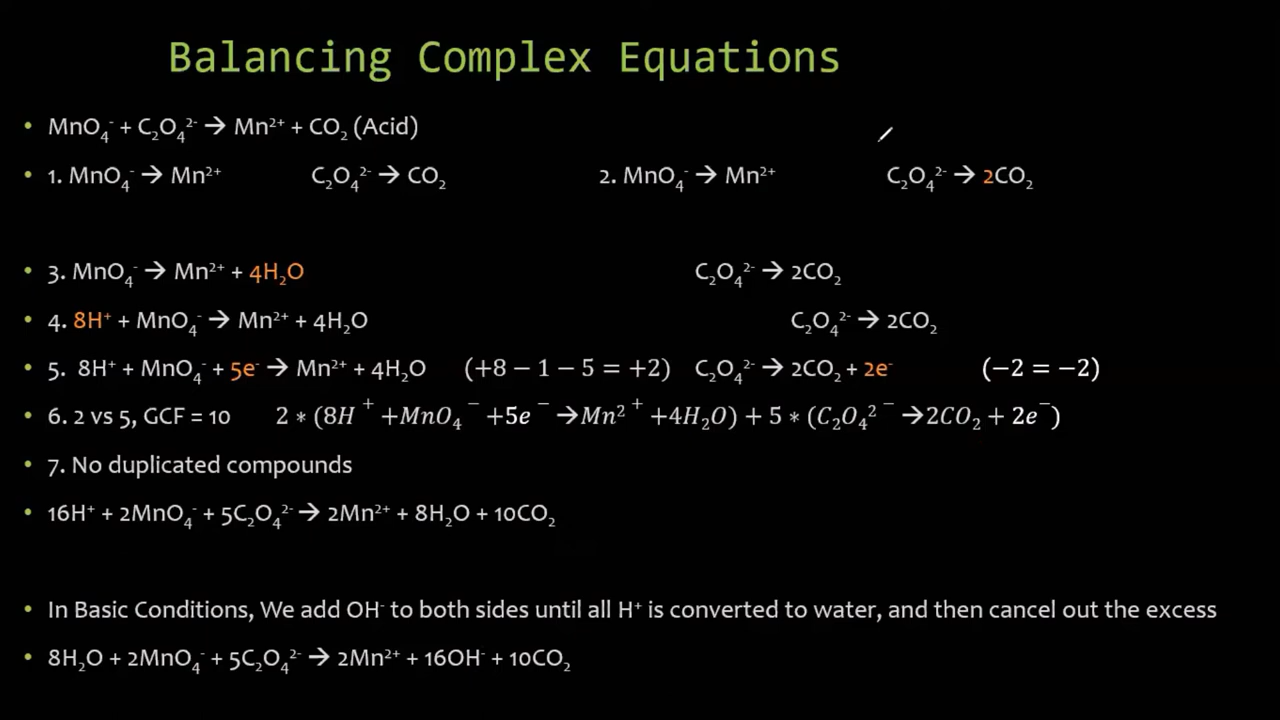 Balancing Complex Equations
• MnO₄⁻ + C₂O₄²⁻ → Mn²⁺ + CO₂ (Acid)
• 1. MnO₄⁻ → Mn²⁺ C₂O₄²⁻ → CO₂ 2. MnO₄⁻ → Mn²⁺ C₂O₄²⁻ → 2CO₂
• 3. MnO₄⁻ → Mn²⁺ + 4H₂O C₂O₄²⁻ → 2CO₂
• 4. 8H⁺ + MnO₄⁻ → Mn²⁺ + 4H₂O C₂O₄²⁻ → 2CO₂
• 5. 8H⁺ + MnO₄⁻ + 5e⁻ → Mn²⁺ + 4H₂O (+8 − 1 − 5 = +2) C₂O₄²⁻ → 2CO₂ + 2e⁻ (−2 = −2)
• 6. 2 vs 5, GCF = 10 2 ∗ (8H⁺ + MnO₄⁻ + 5e⁻ → Mn²⁺ + 4H₂O) + 5 ∗ (C₂O₄²⁻ → 2CO₂ + 2e⁻)
• 7. No duplicated compounds
• 16H⁺ + 2MnO₄⁻ + 5C₂O₄²⁻ → 2Mn²⁺ + 8H₂O + 10CO₂
• In Basic Conditions, We add OH⁻ to both sides until all H⁺ is converted to water, and then cancel out the excess
• 8H₂O + 2MnO₄⁻ + 5C₂O₄²⁻ → 2Mn²⁺ + 16OH⁻ + 10CO₂